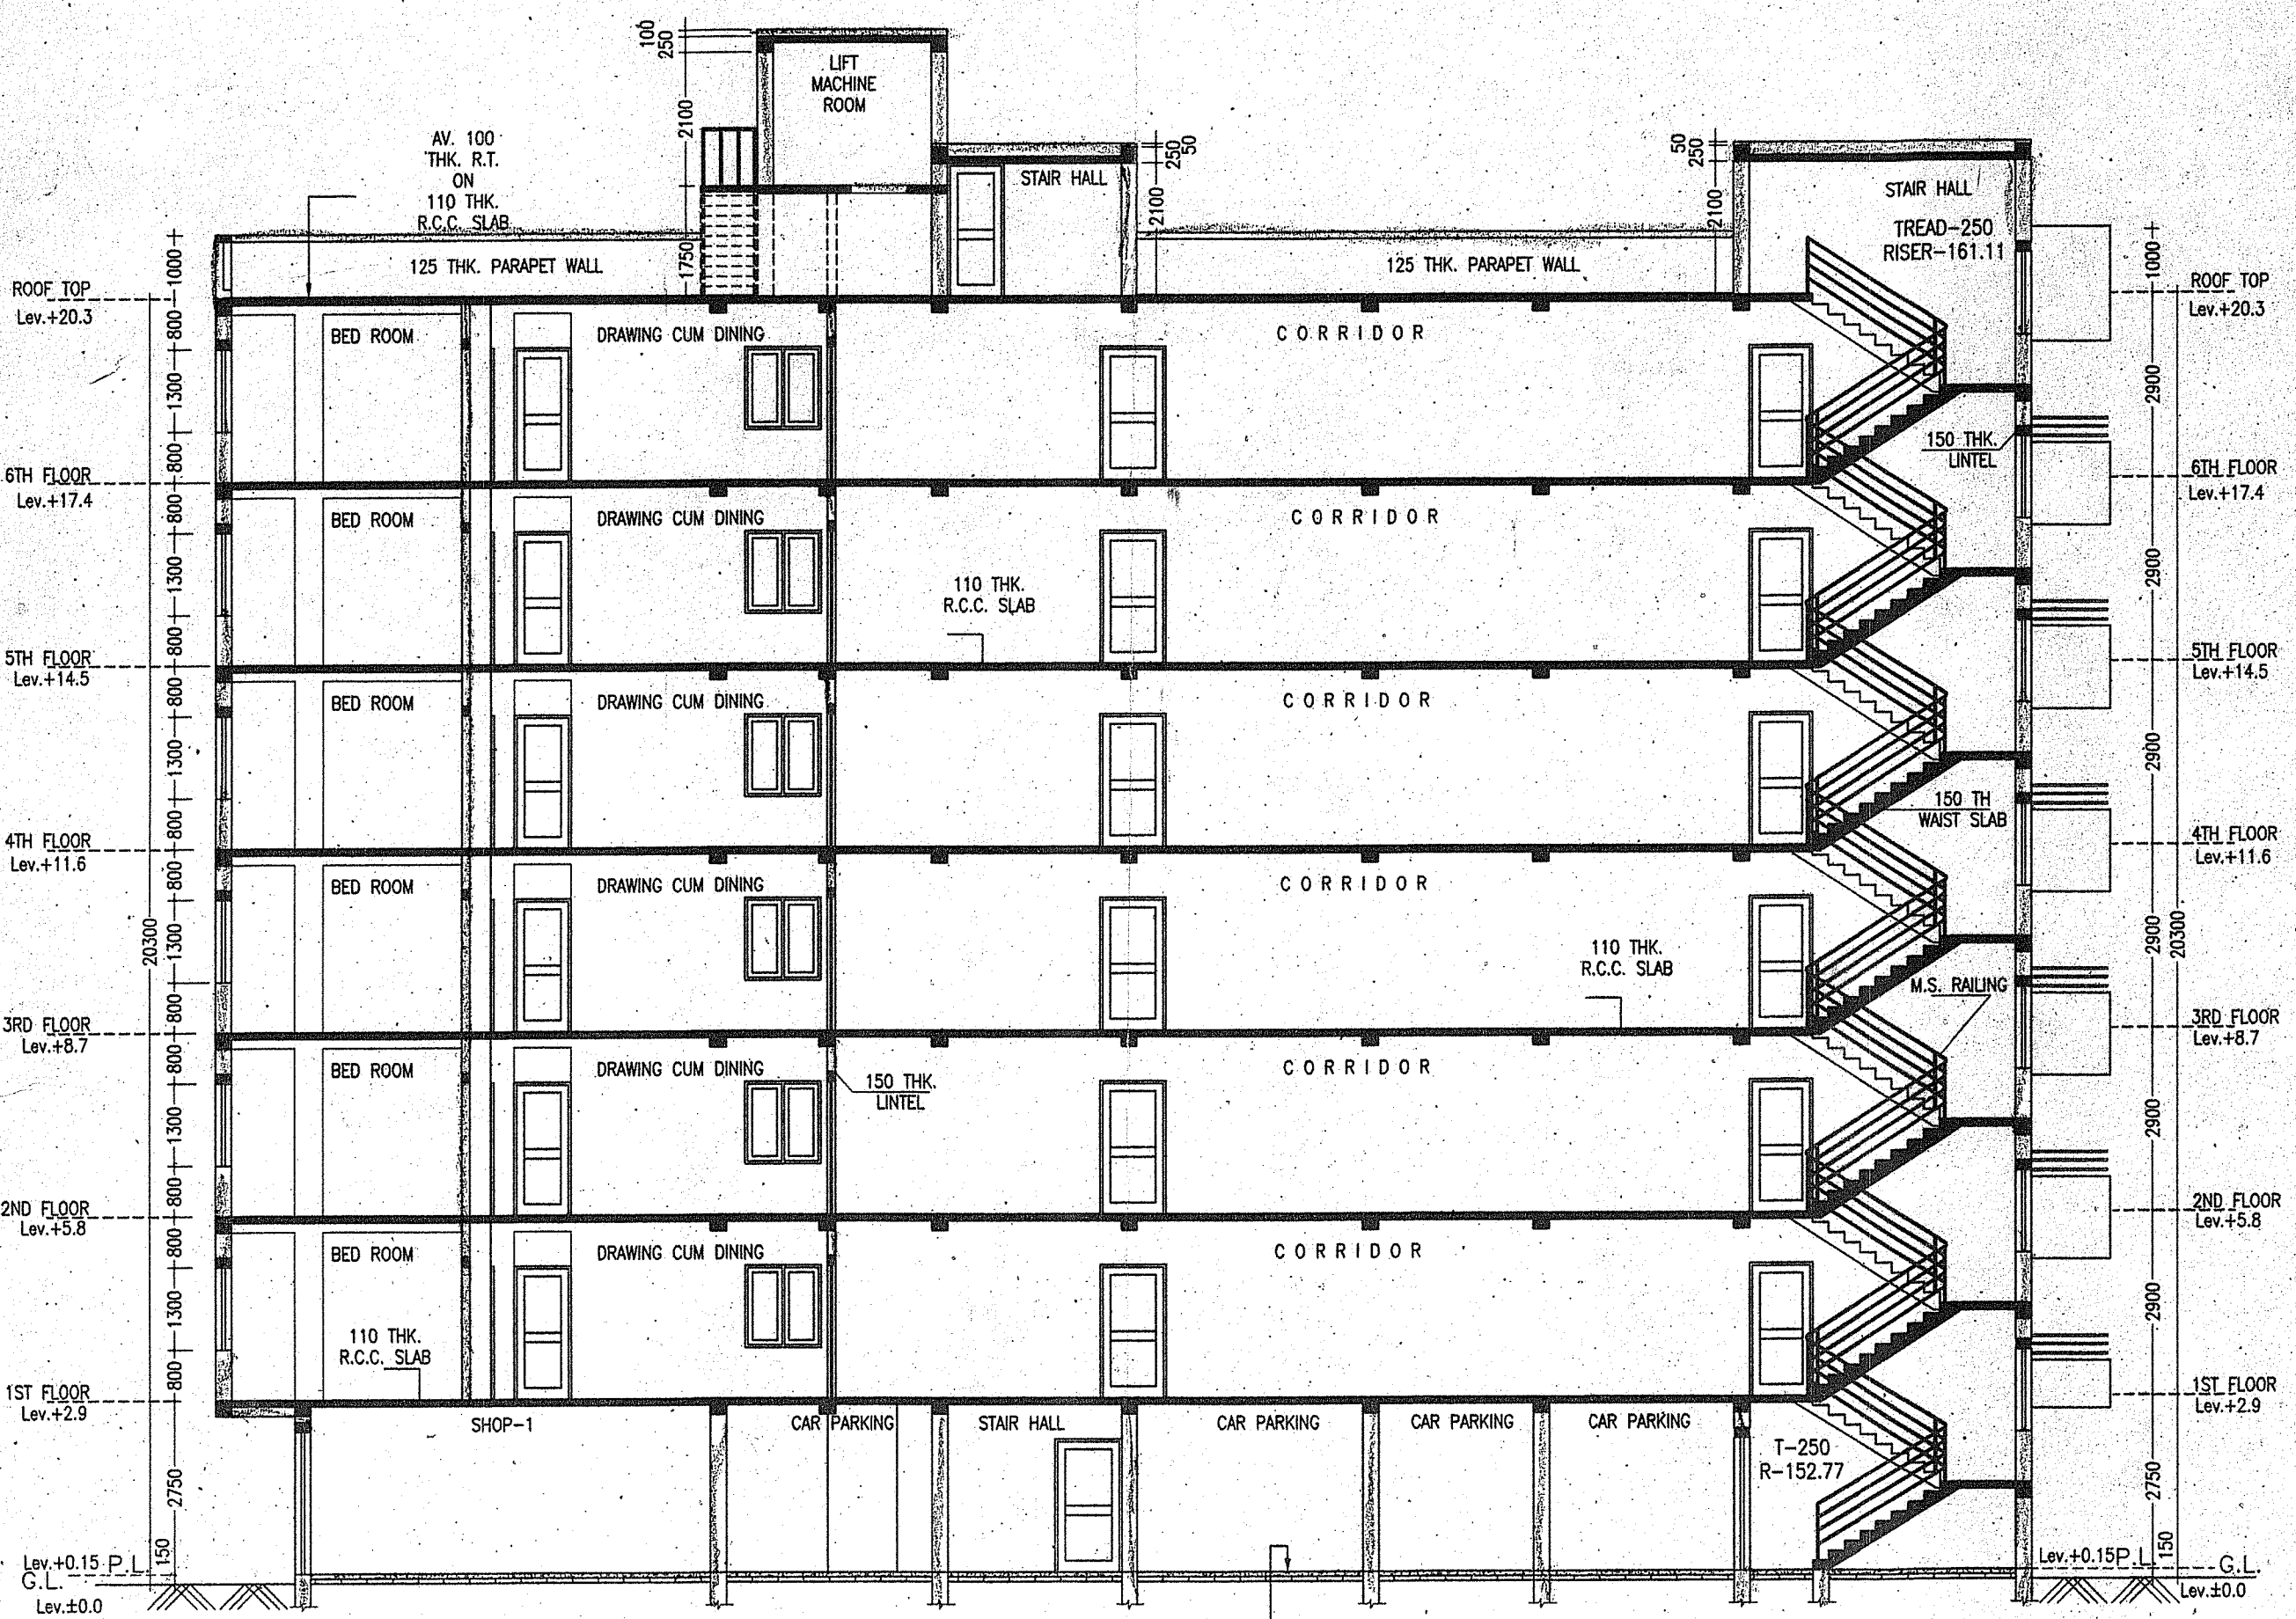 100
250
2100
1750
LIFT
MACHINE
ROOM
AV. 100
THK. R.T.
ON
110 THK.
R.C.C. SLAB
STAIR HALL
250
50
2100
50
250
2100
STAIR HALL
TREAD-250
RISER-161.11
125 THK. PARAPET WALL
125 THK. PARAPET WALL
1000
1000
ROOF TOP
Lev.+20.3
ROOF TOP
Lev.+20.3
800
1300
800
BED ROOM
DRAWING CUM DINING
CORRIDOR
2900
150 THK.
LINTEL
6TH FLOOR
Lev.+17.4
6TH FLOOR
Lev.+17.4
800
1300
800
BED ROOM
DRAWING CUM DINING
CORRIDOR
110 THK.
R.C.C. SLAB
2900
5TH FLOOR
Lev.+14.5
5TH FLOOR
Lev.+14.5
800
1300
800
BED ROOM
DRAWING CUM DINING
CORRIDOR
2900
150 TH
WAIST SLAB
4TH FLOOR
Lev.+11.6
4TH FLOOR
Lev.+11.6
20300
800
1300
800
BED ROOM
DRAWING CUM DINING
CORRIDOR
110 THK.
R.C.C. SLAB
M.S. RAILING
2900
20300
3RD FLOOR
Lev.+8.7
3RD FLOOR
Lev.+8.7
800
1300
800
BED ROOM
DRAWING CUM DINING
150 THK.
LINTEL
CORRIDOR
2900
2ND FLOOR
Lev.+5.8
2ND FLOOR
Lev.+5.8
800
1300
800
BED ROOM
DRAWING CUM DINING
CORRIDOR
110 THK.
R.C.C. SLAB
2900
1ST FLOOR
Lev.+2.9
1ST FLOOR
Lev.+2.9
SHOP-1
CAR PARKING
STAIR HALL
CAR PARKING
CAR PARKING
CAR PARKING
T-250
R-152.77
2750
2750
150
150
Lev.+0.15 P.L.
G.L.
Lev.±0.0
Lev.+0.15 P.L.
G.L.
Lev.±0.0